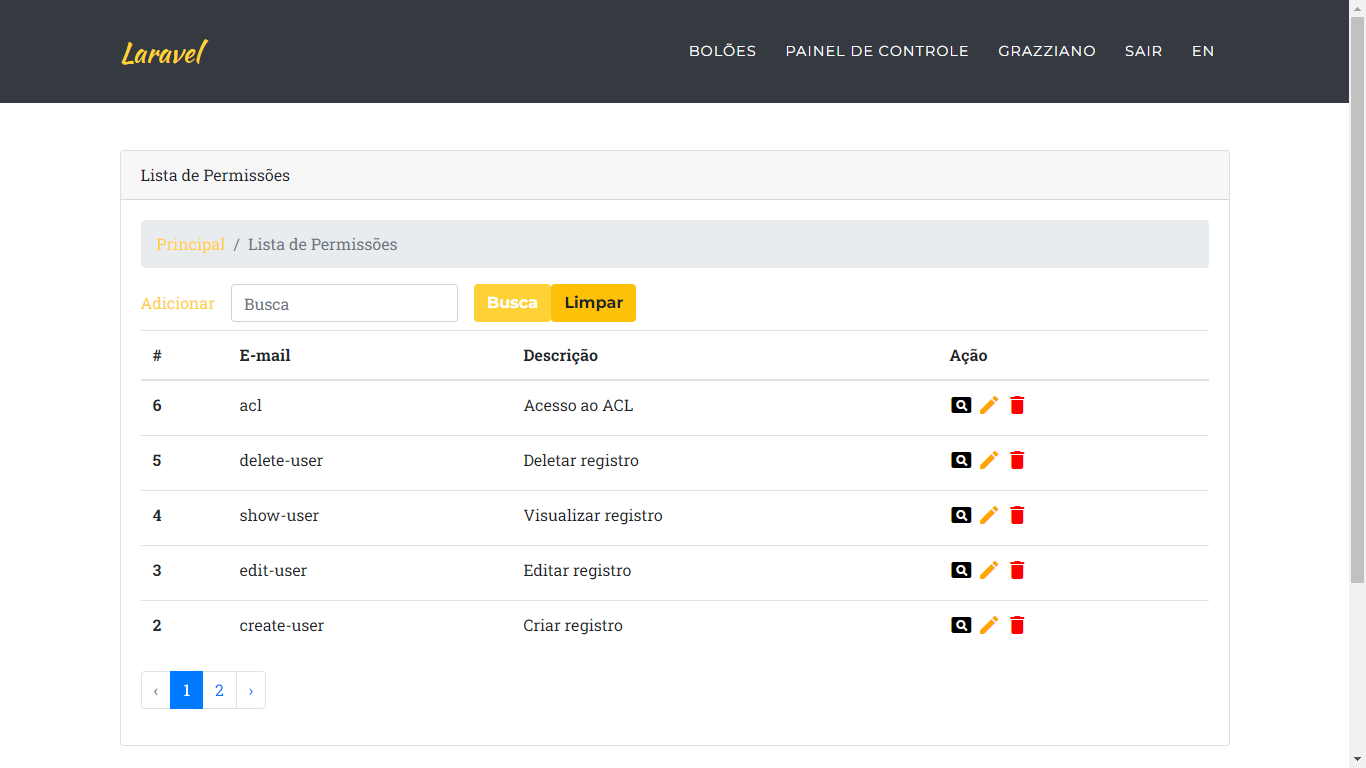 Laravel BOLÕES PAINEL DE CONTROLE GRAZZIANO SAIR EN
Lista de Permissões
Principal / Lista de Permissões
Adicionar Busca Busca Limpar
# E-mail Descrição Ação
6 acl Acesso ao ACL
5 delete-user Deletar registro
4 show-user Visualizar registro
3 edit-user Editar registro
2 create-user Criar registro
‹ 1 2 ›